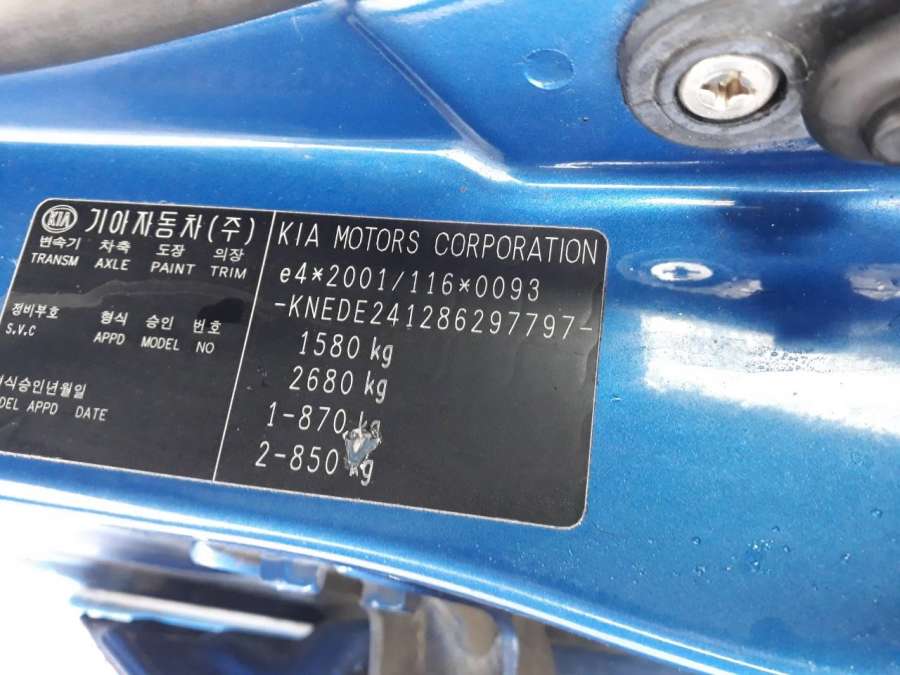 KIA 기아자동차(주)
변속기 차축 도장 의장
TRANSM AXLE PAINT TRIM
정비부호 형식 승인 번호
S.V.C APPD MODEL NO
식승인년월일
DEL APPD DATE
KIA MOTORS CORPORATION
e4*2001/116*0093
-KNEDE241286297797-
1580 kg
2680 kg
1-870 kg
2-850 kg